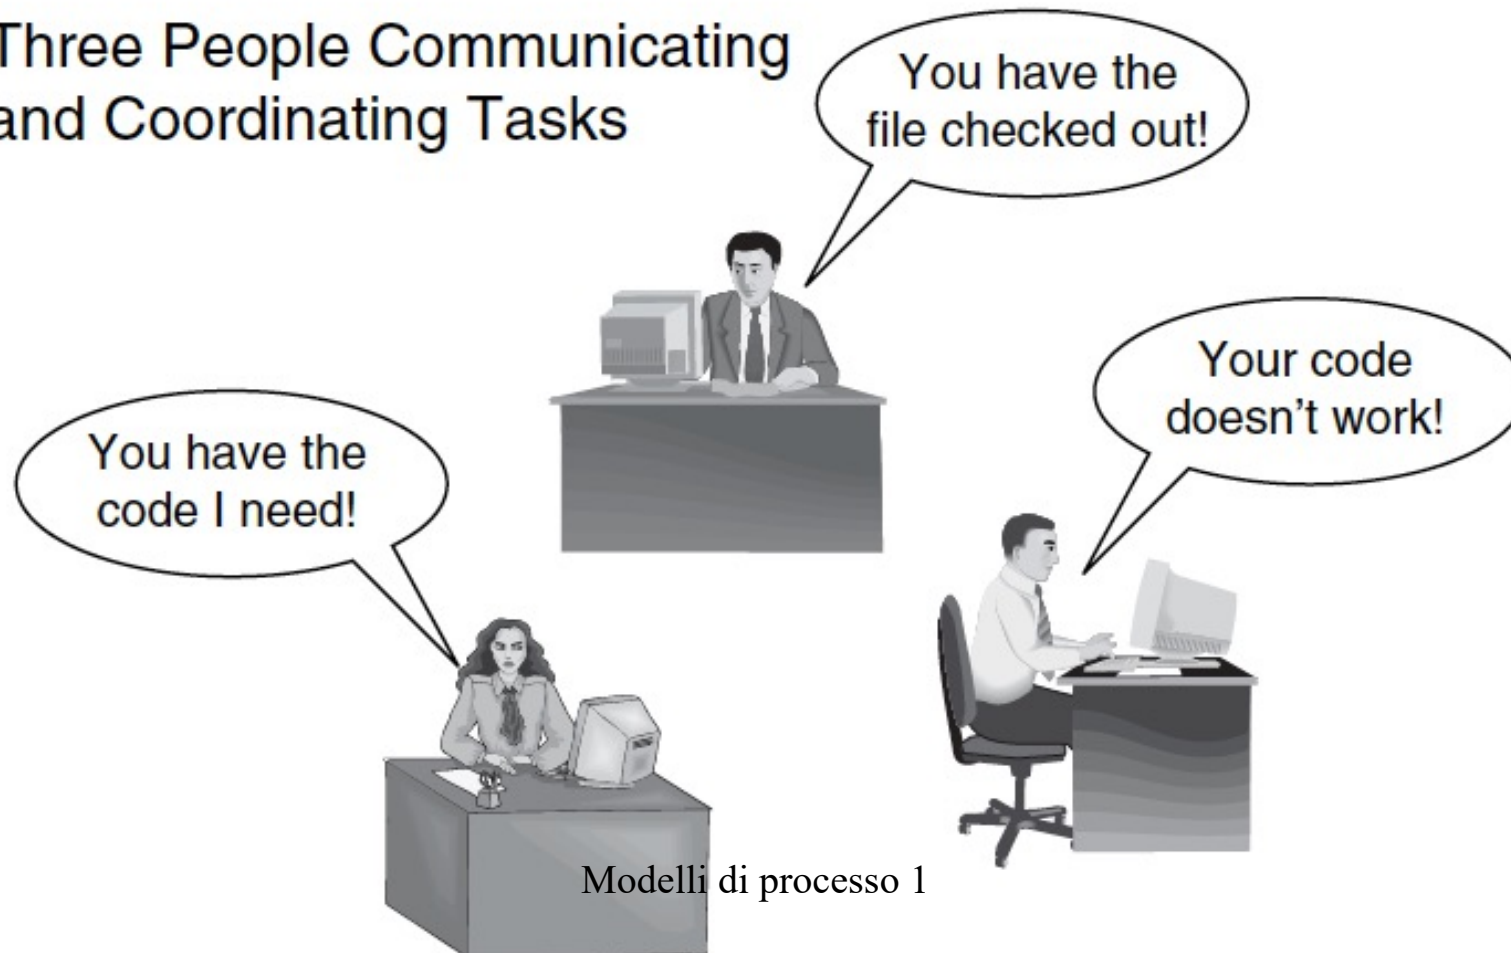 Three People Communicating
and Coordinating Tasks
You have the
file checked out!
Your code
doesn't work!
You have the
code I need!
Modelli di processo 1